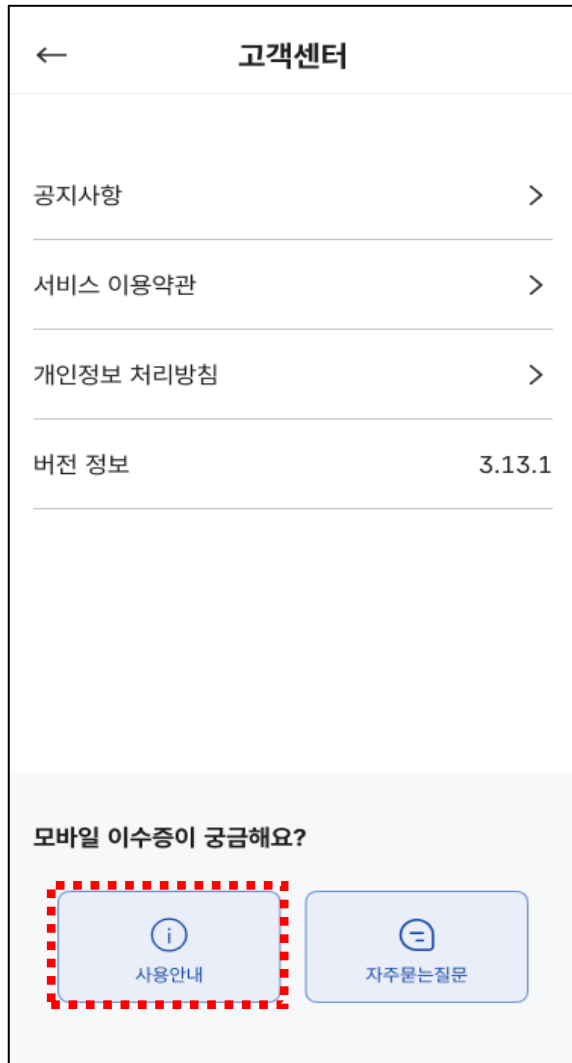 고객센터
공지사항
서비스 이용약관
개인정보 처리방침
버전 정보 3.13.1
모바일 이수증이 궁금해요?
사용안내
자주묻는질문